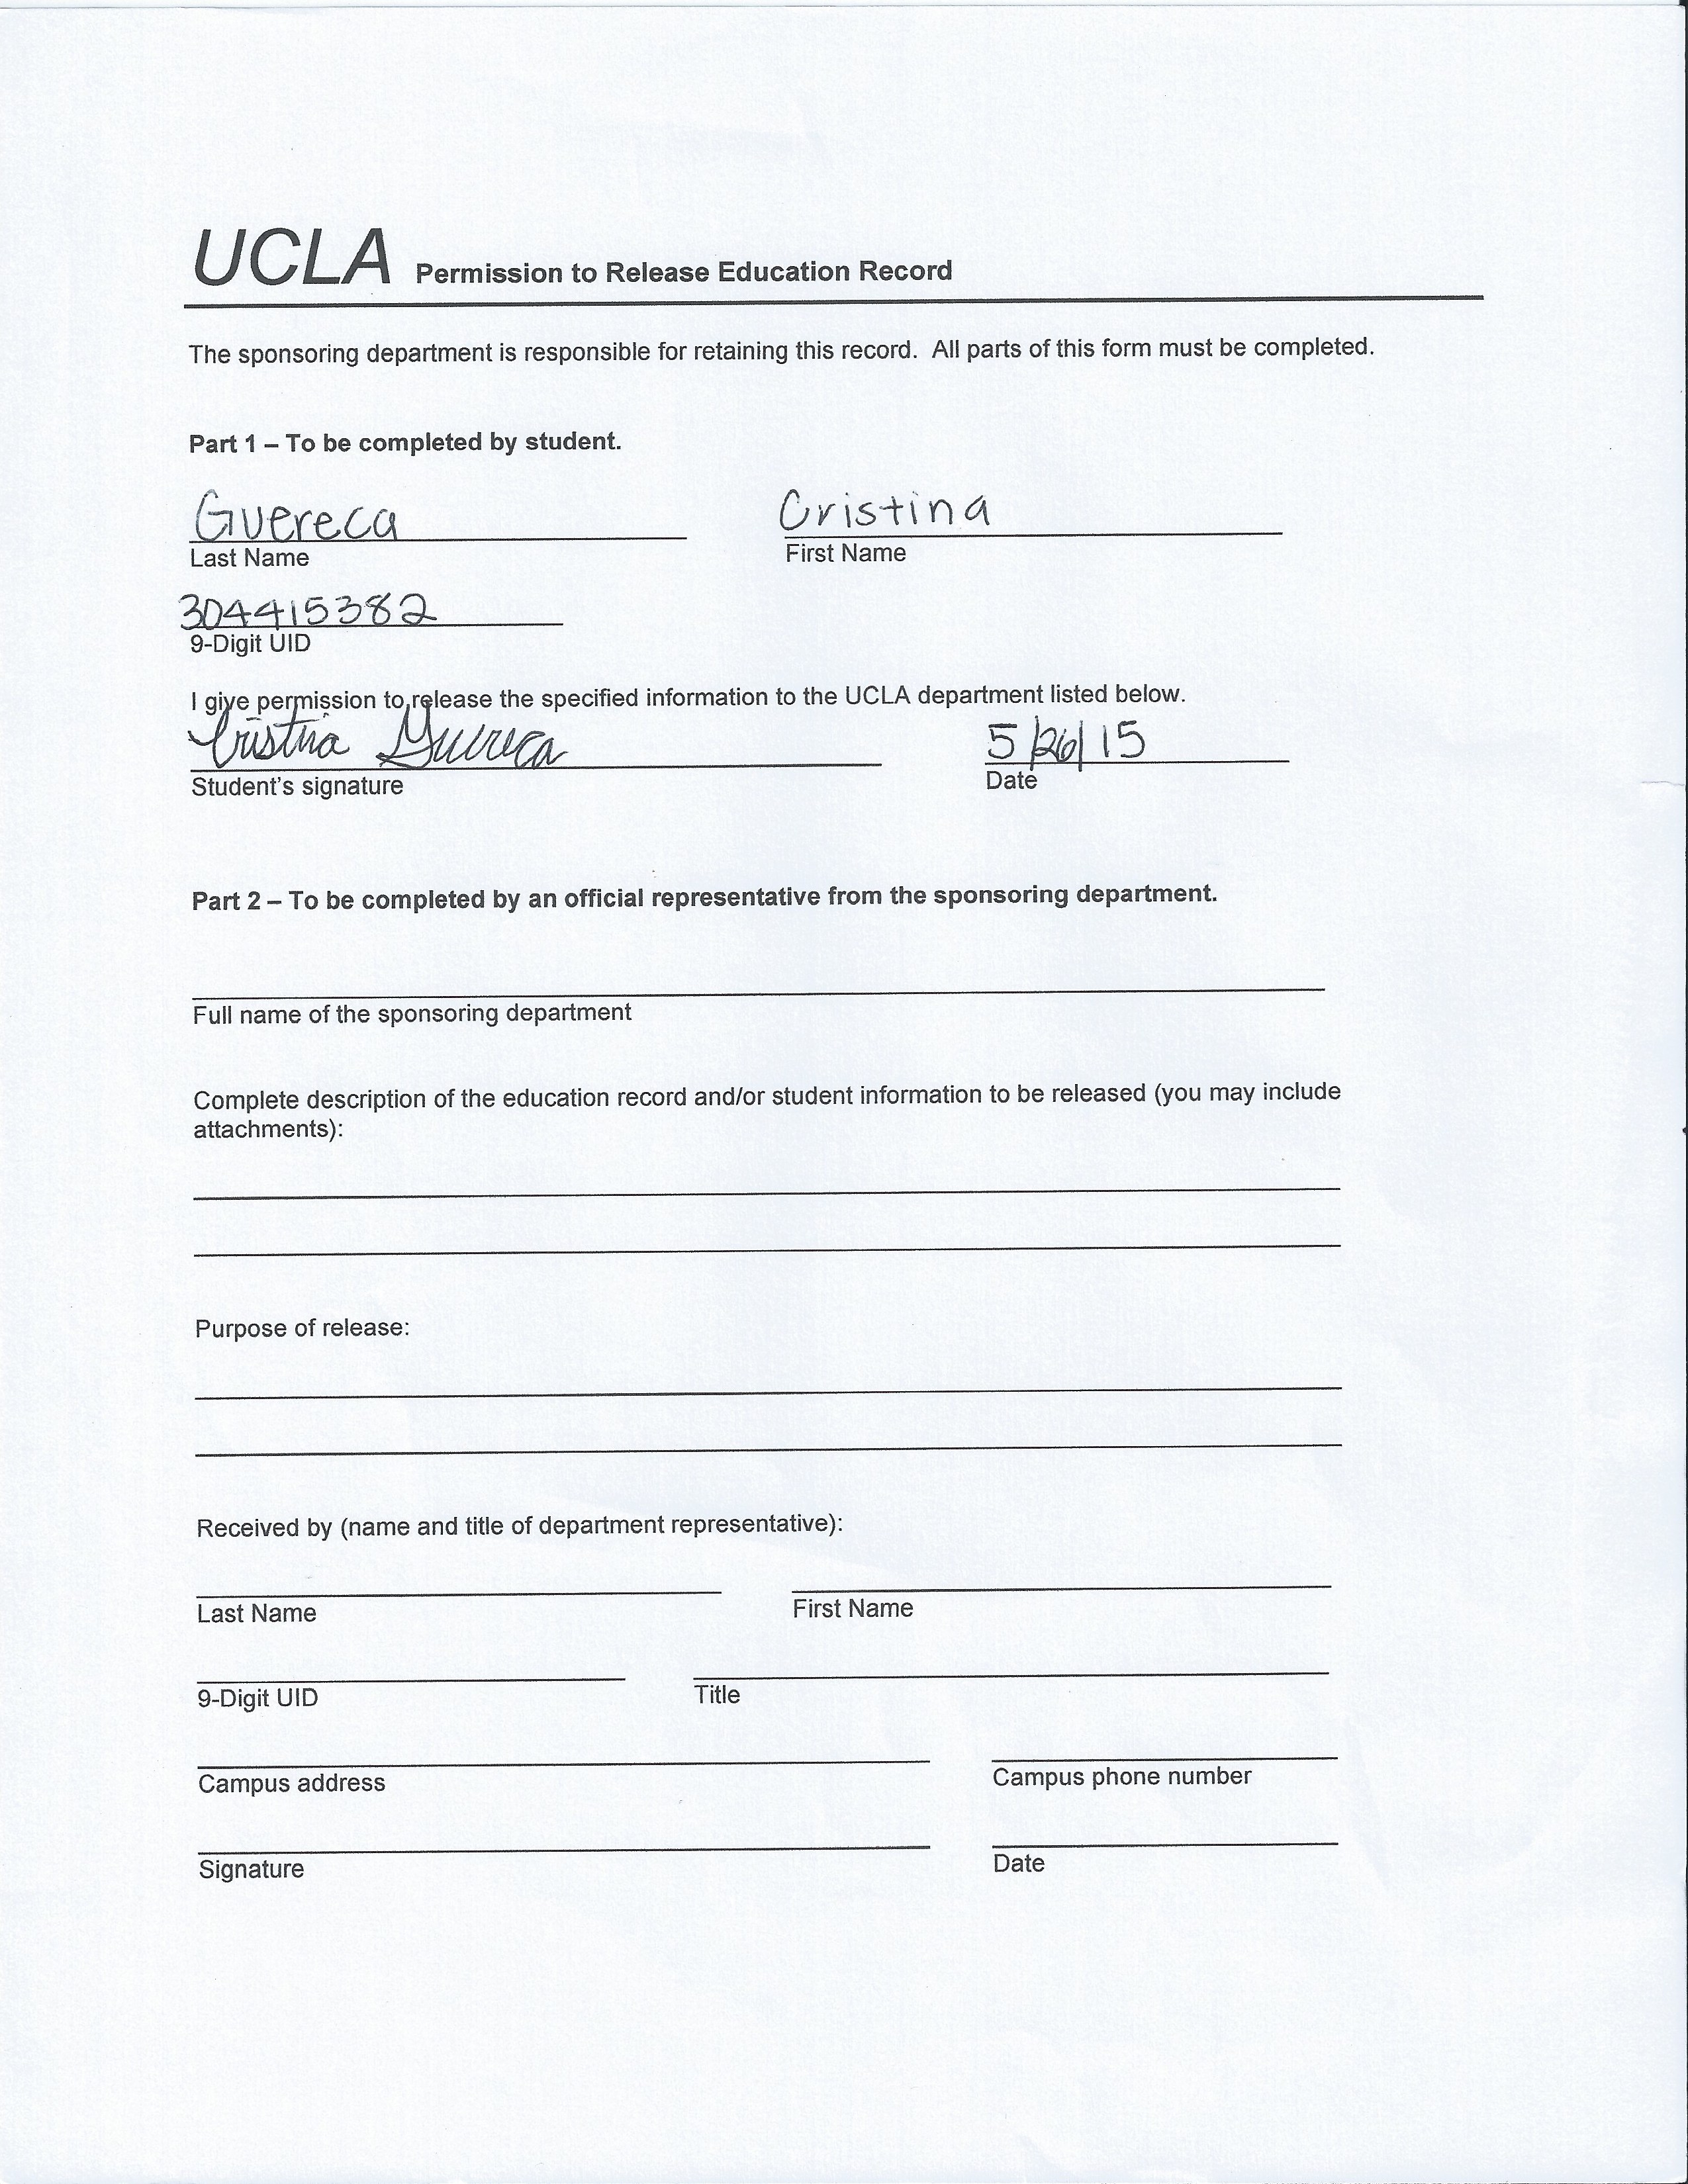 UCLA Permission to Release Education Record
The sponsoring department is responsible for retaining this record.  All parts of this form must be completed.
Part 1 – To be completed by student.
Guereca Cristina
Last Name First Name
304415382
9-Digit UID
I give permission to release the specified information to the UCLA department listed below.
Cristina Guereca 5/26/15
Student's signature Date
Part 2 – To be completed by an official representative from the sponsoring department.
Full name of the sponsoring department
Complete description of the education record and/or student information to be released (you may include
attachments):
Purpose of release:
Received by (name and title of department representative):
Last Name First Name
9-Digit UID Title
Campus address Campus phone number
Signature Date